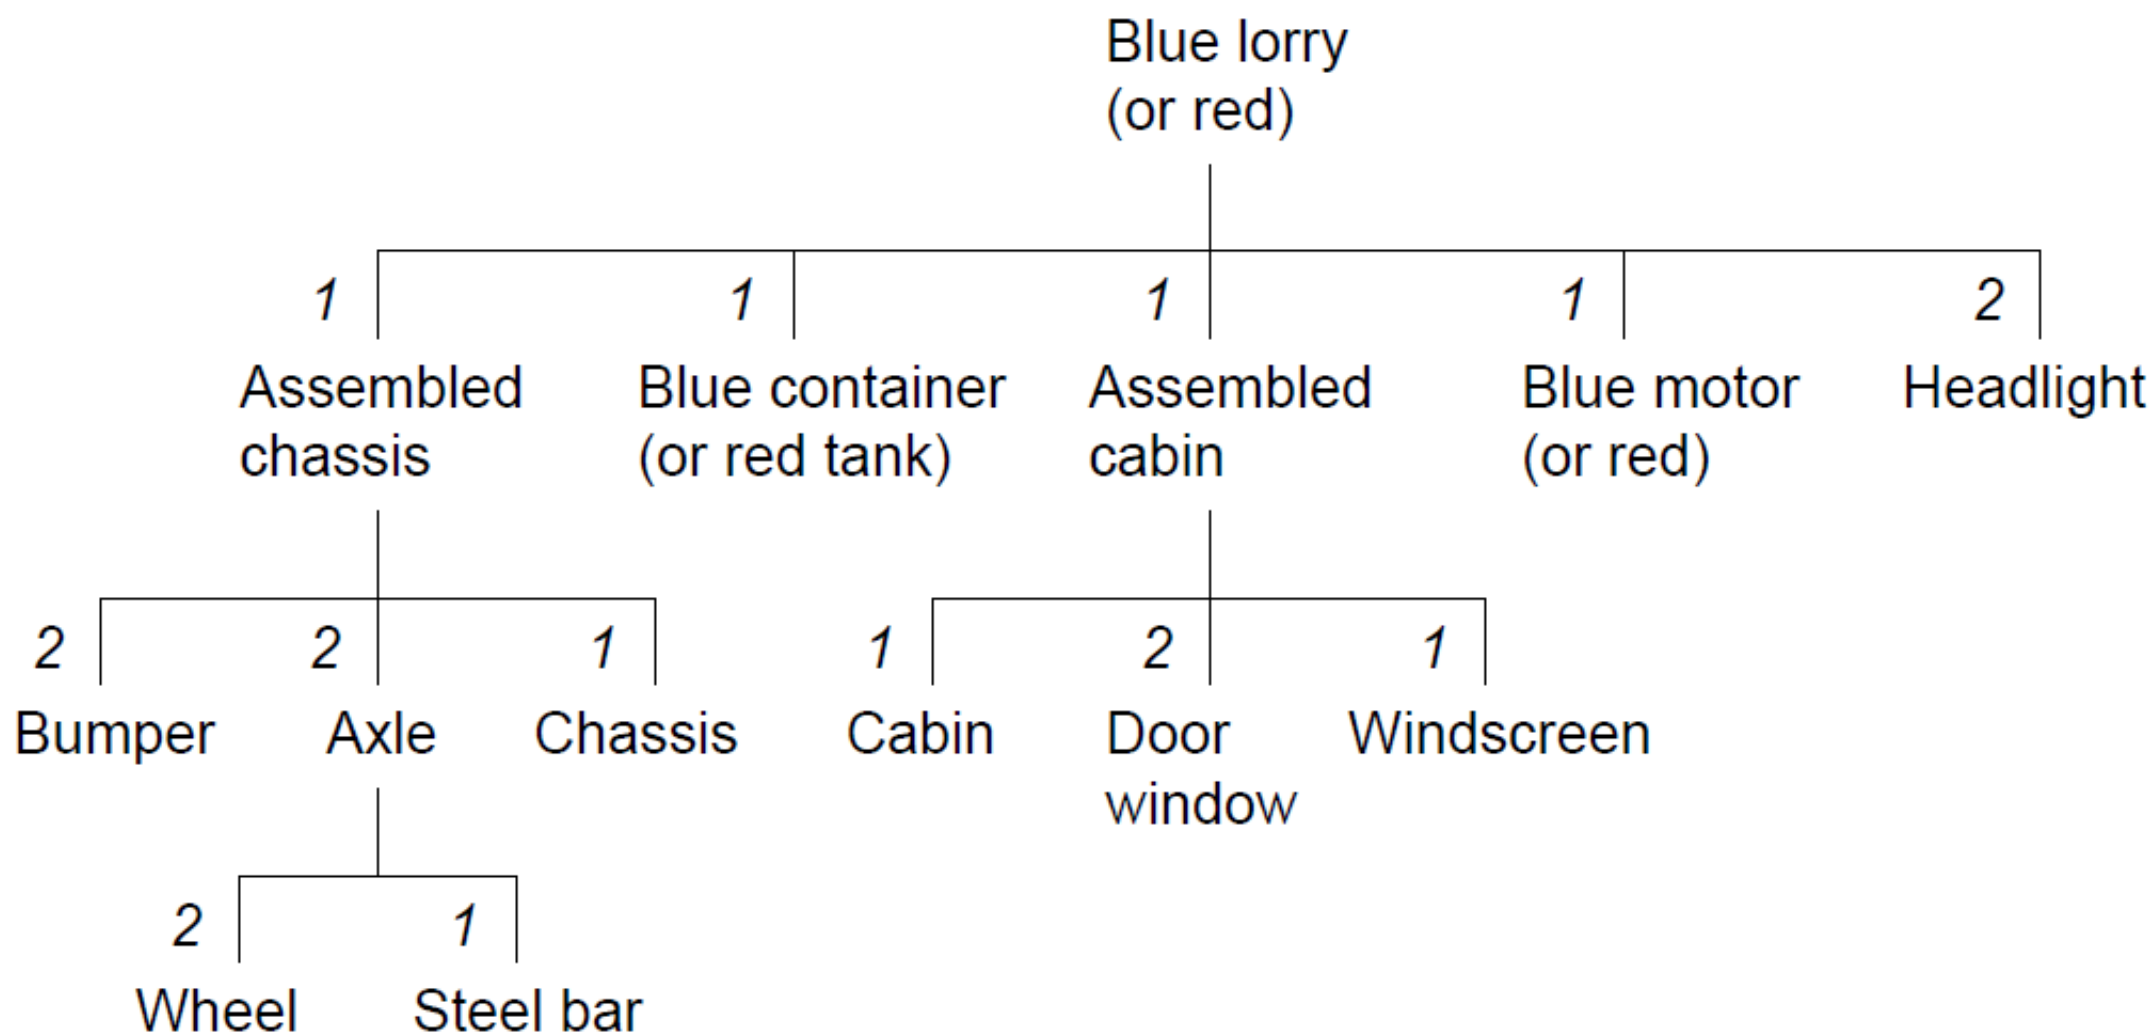 Blue lorry
(or red)
1
1
1
1
2
Assembled
chassis
Blue container
(or red tank)
Assembled
cabin
Blue motor
(or red)
Headlight
2
2
1
1
2
1
Bumper
Axle
Chassis
Cabin
Door
window
Windscreen
2
1
Wheel
Steel bar